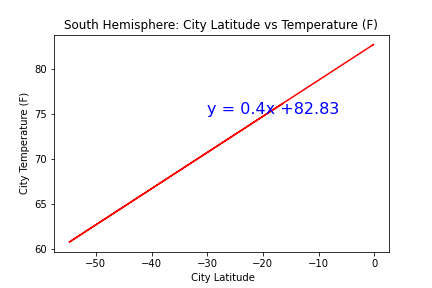 South Hemisphere: City Latitude vs Temperature (F)
80
75
70
65
60
City Temperature (F)
y = 0.4x +82.83
−50 −40 −30 −20 −10 0
City Latitude